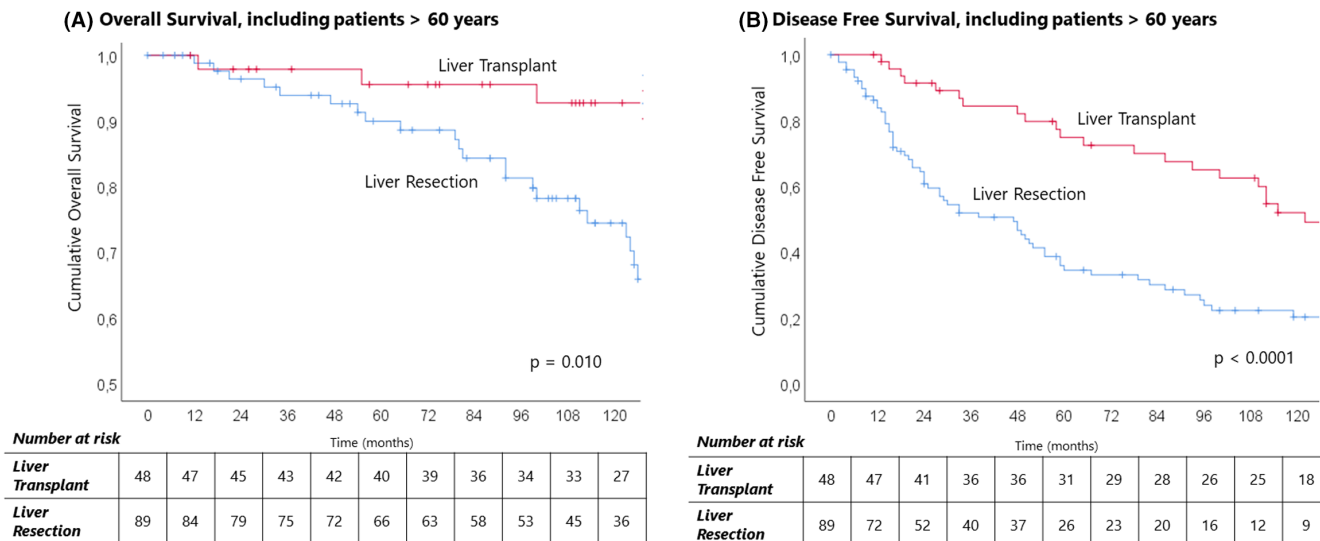 (A) Overall Survival, including patients > 60 years
1,0
0,9
0,8
0,7
0,6
0,5
Cumulative Overall Survival
Liver Transplant
Liver Resection
p = 0.010
0 12 24 36 48 60 72 84 96 108 120
Time (months)
Number at risk
Liver
Transplant
48 47 45 43 42 40 39 36 34 33 27
Liver
Resection
89 84 79 75 72 66 63 58 53 45 36
(B) Disease Free Survival, including patients > 60 years
1,0
0,8
0,6
0,4
0,2
0,0
Cumulative Disease Free Survival
Liver Transplant
Liver Resection
p < 0.0001
0 12 24 36 48 60 72 84 96 108 120
Time (months)
Number at risk
Liver
Transplant
48 47 41 36 36 31 29 28 26 25 18
Liver
Resection
89 72 52 40 37 26 23 20 16 12 9